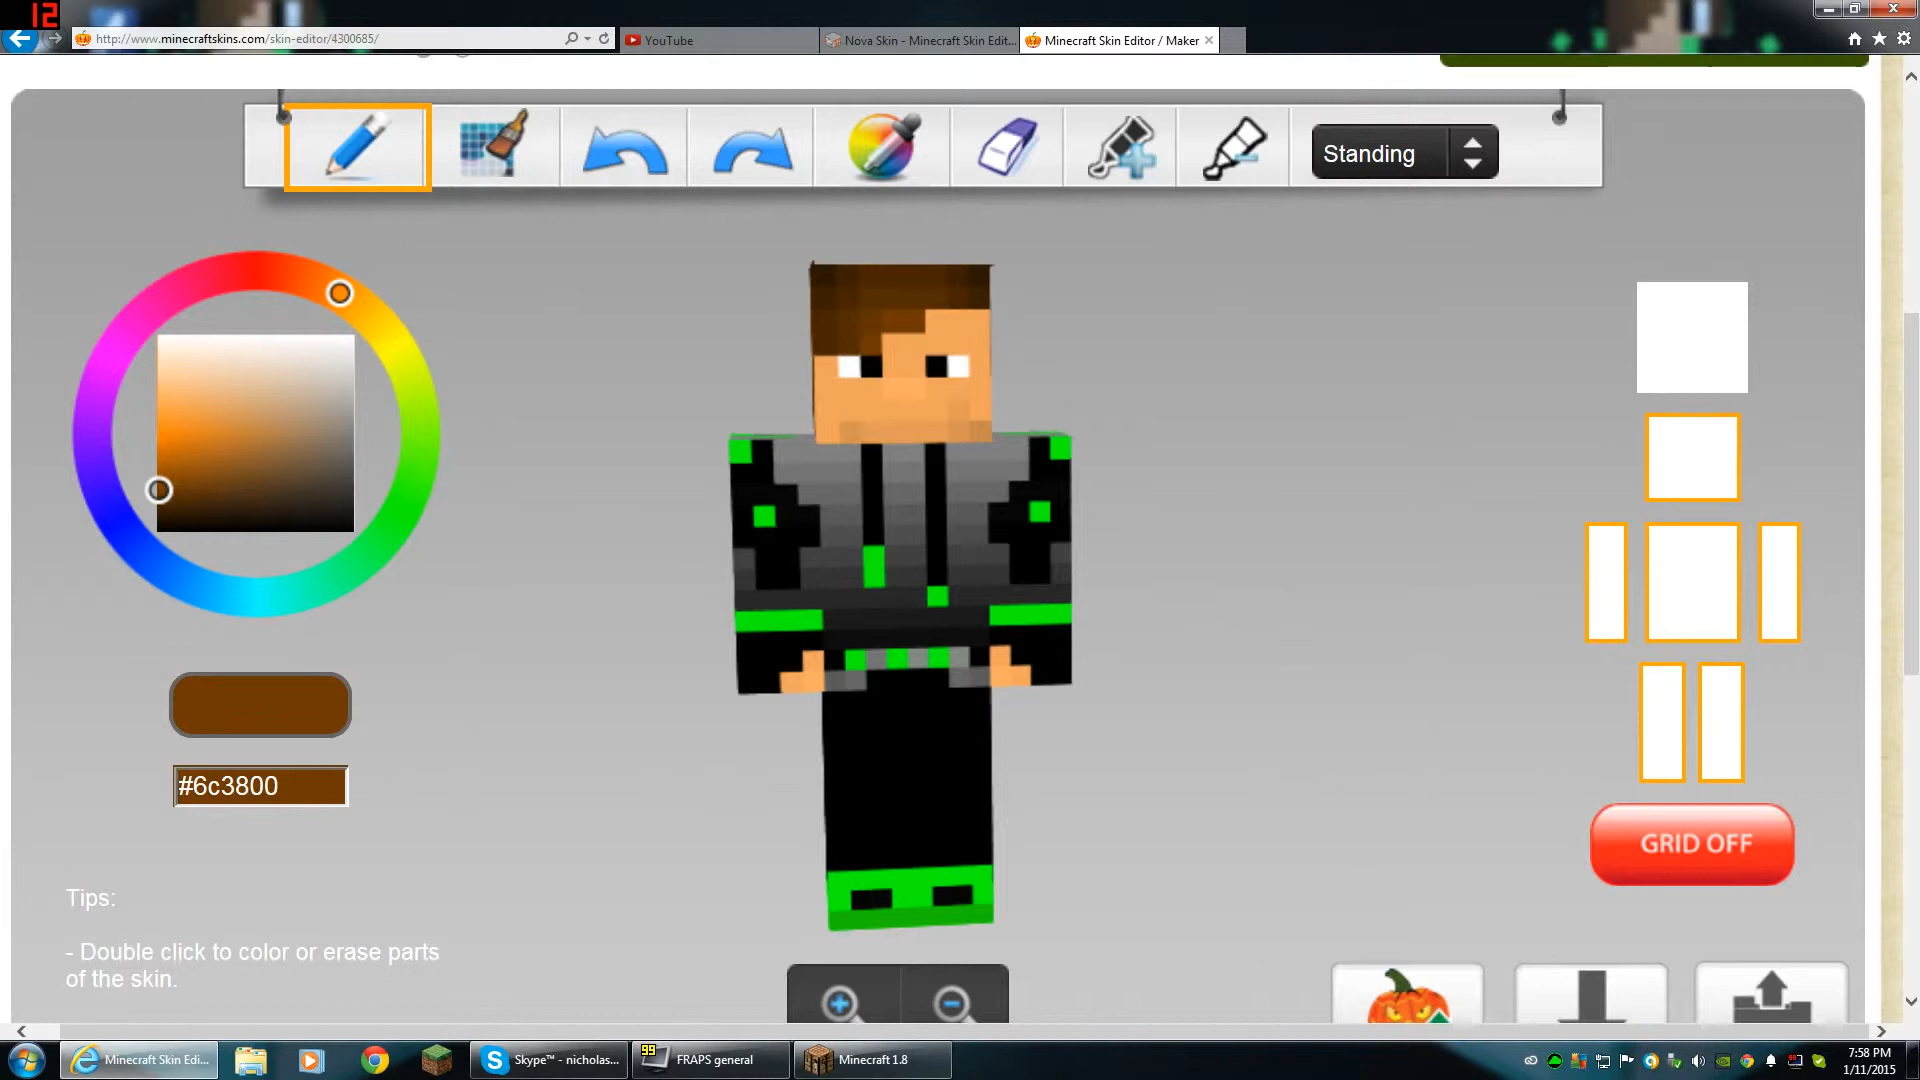 12
http://www.minecraftskins.com/skin-editor/4300685/
YouTube
Nova Skin - Minecraft Skin Edit...
Minecraft Skin Editor / Maker
Standing
#6c3800
GRID OFF
Tips:
- Double click to color or erase parts
of the skin.
Minecraft Skin Edi...
Skype™ - nicholas...
99
FRAPS general
Minecraft 1.8
7:58 PM
1/11/2015